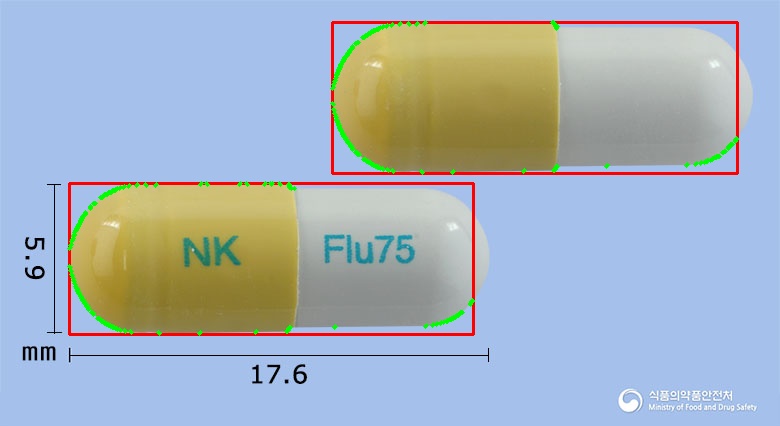 NK Flu75
5.9
mm
17.6
식품의약품안전처
Ministry of Food and Drug Safety